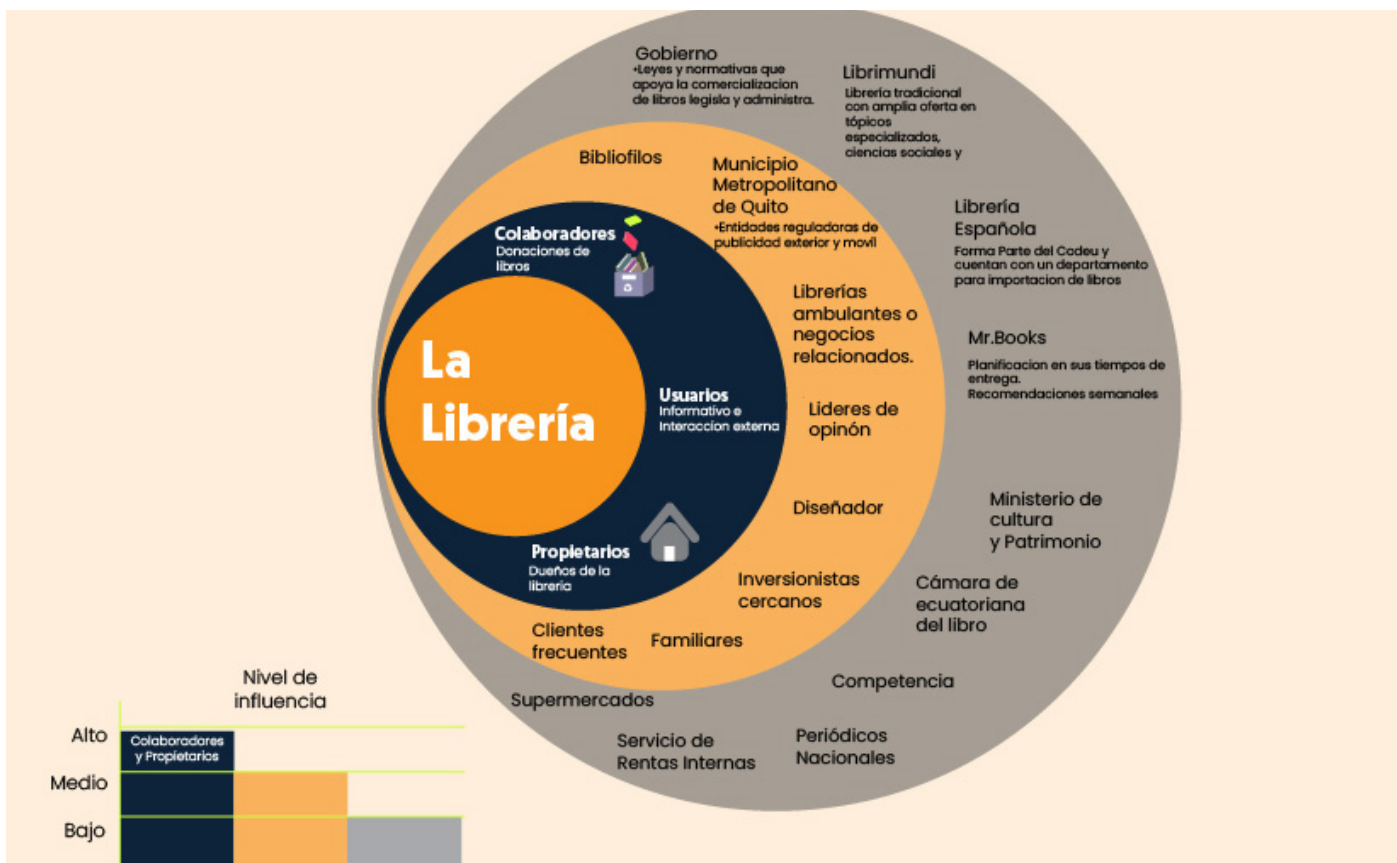 Gobierno
•Leyes y normativas que
apoya la comercializacion
de libros legisla y administra.
Librimundi
Librería tradicional
con amplia oferta en
tópicos
especializados,
ciencias sociales y
Bibliofilos
Municipio
Metropolitano
de Quito
•Entidades reguladoras de
publicidad exterior y movil
Librería
Española
Forma Parte del Cadeu y
cuentan con un departamento
para importacion de libros
Colaboradores
Donaciones de
libros
Librerías
ambulantes o
negocios
relacionados.
Mr.Books
Planificacion en sus tiempos de
entrega.
Recomendaciones semanales
La
Librería
Usuarios
Informativo e
Interaccion externa
Lideres de
opinón
Diseñador
Ministerio de
cultura
y Patrimonio
Propietarios
Dueños de la
libreria
Inversionistas
cercanos
Cámara de
ecuatoriana
del libro
Clientes
frecuentes
Familiares
Competencia
Supermercados
Servicio de
Rentas Internas
Periódicos
Nacionales
Nivel de
influencia
Alto
Colaboradores
y Propietarios
Medio
Bajo